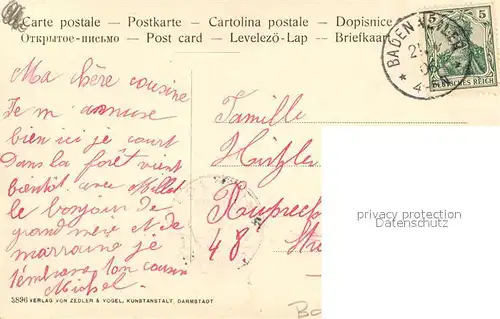 Carte postale — Postkarte — Cartolina postale — Dopisnice
Открытое-письмо — Post card — Levelező-Lap — Briefkaart
BADEN
5
5
DEUTSCHES REICH
Ma chère cousine
Je m'amuse
bien ici je court
Dans la forêt vient
bientôt avec
le bonjour de
grand mère et de
marraine je
t'embrasse ton cousin
Michel
Famille
48.
privacy protection
Datenschutz
3896 VERLAG VON ZEDLER & VOGEL, KUNSTANSTALT, DARMSTADT